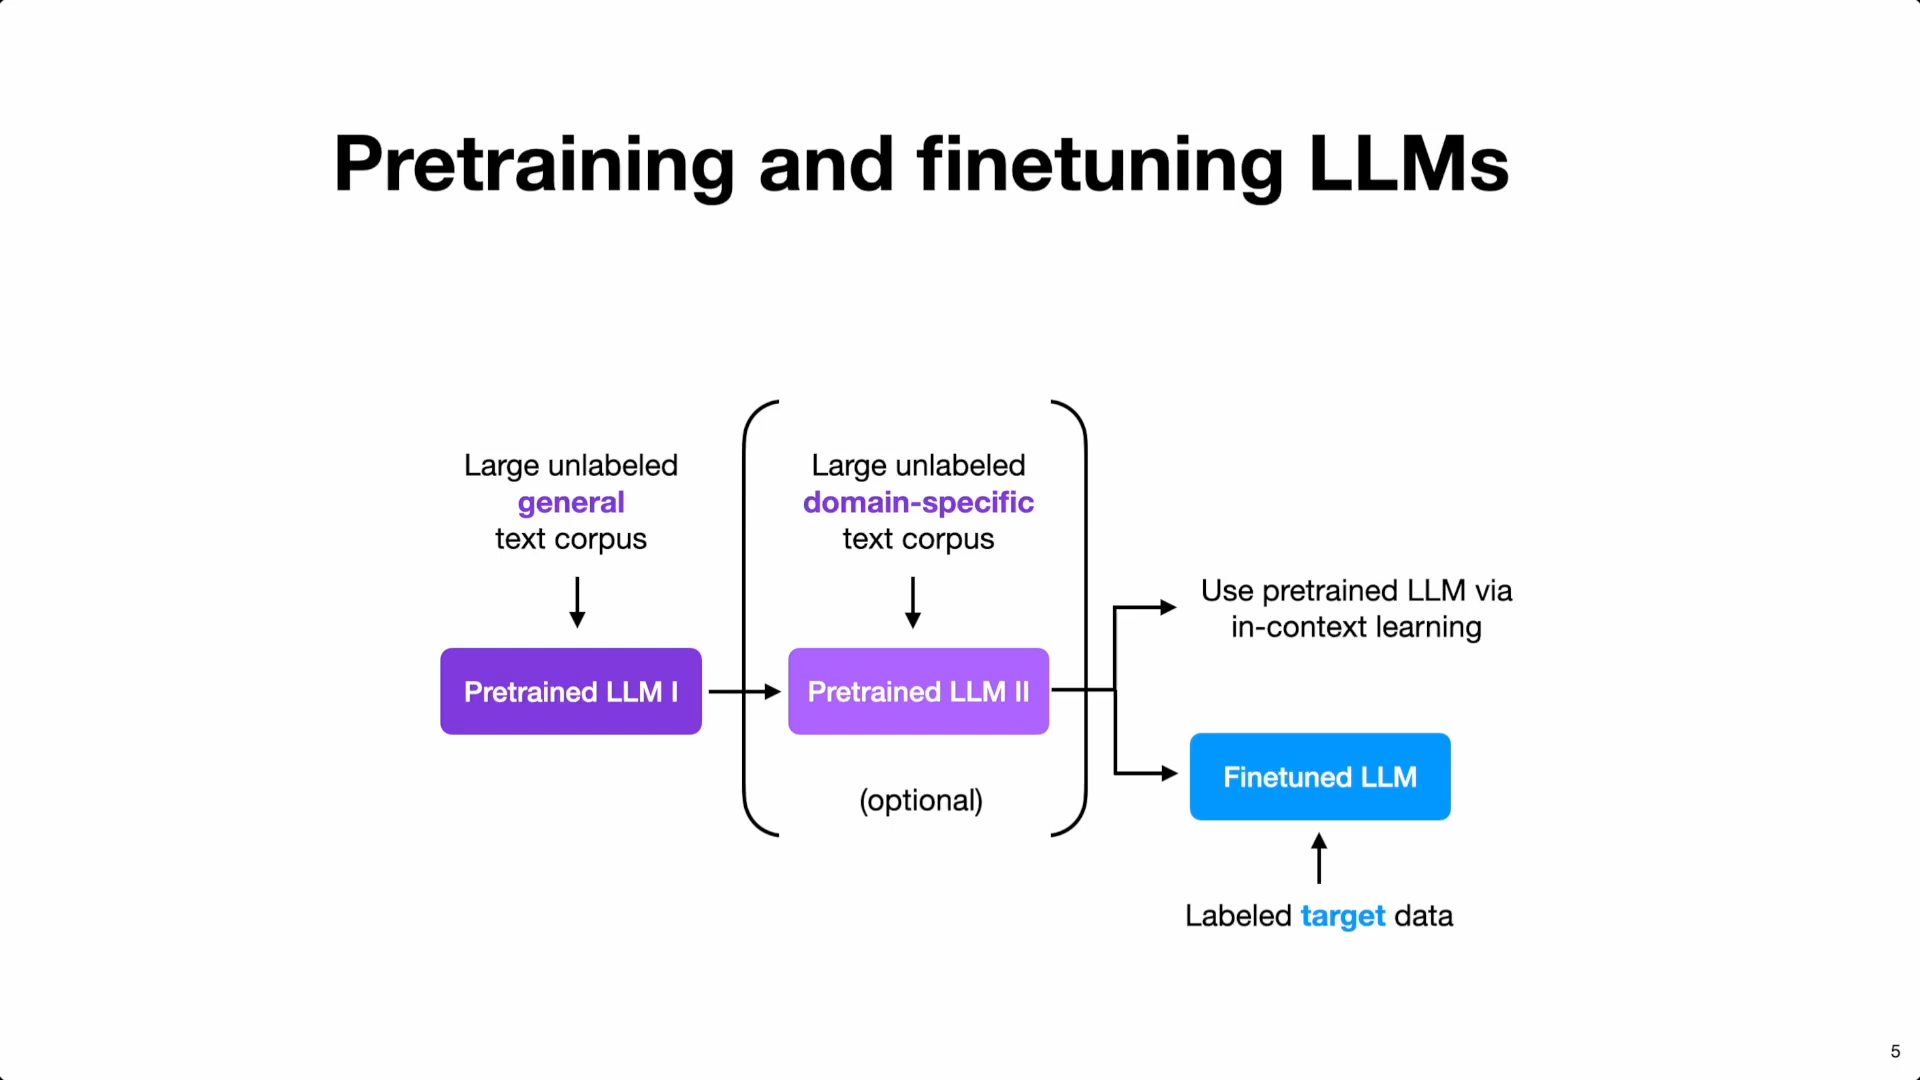 Pretraining and finetuning LLMs
Large unlabeled
general
text corpus
Large unlabeled
domain-specific
text corpus
Pretrained LLM I
Pretrained LLM II
(optional)
Use pretrained LLM via
in-context learning
Finetuned LLM
Labeled target data
5